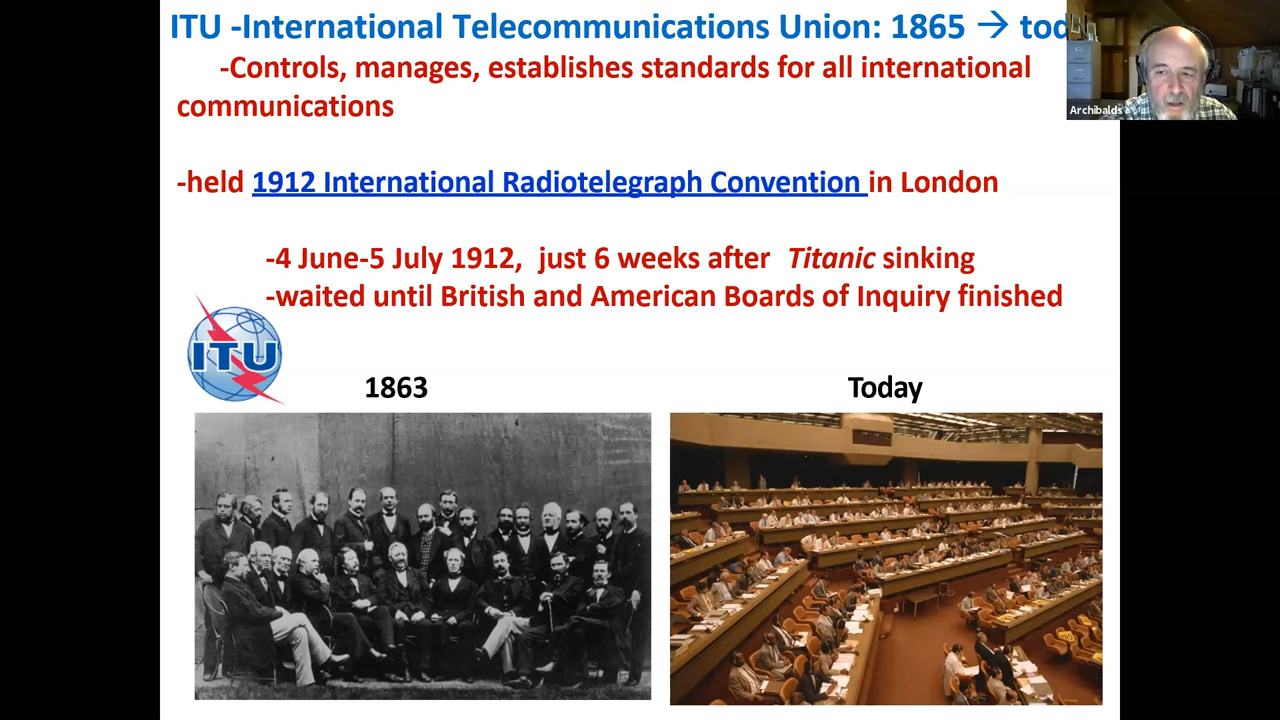 ITU -International Telecommunications Union: 1865 → tod
-Controls, manages, establishes standards for all international
communications
Archibalds
-held 1912 International Radiotelegraph Convention in London
-4 June-5 July 1912, just 6 weeks after Titanic sinking
-waited until British and American Boards of Inquiry finished
ITU
1863
Today